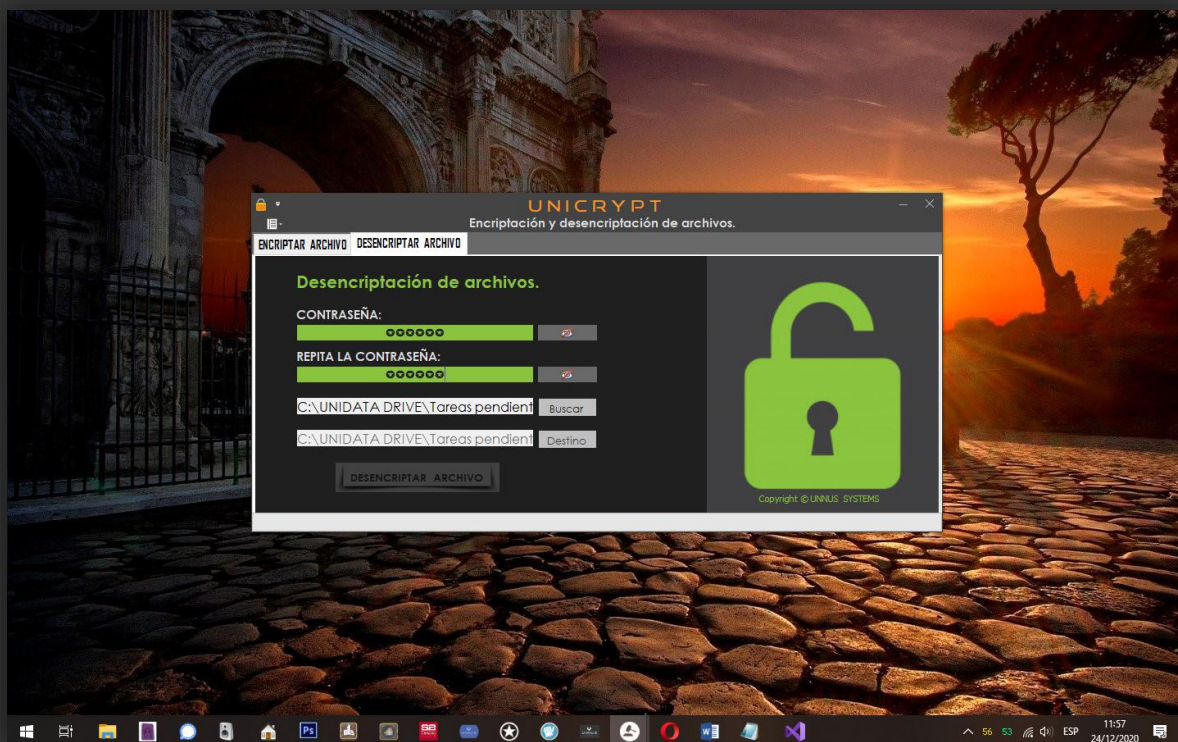 UNICRYPT
Encriptación y desencriptación de archivos.
ENCRIPTAR ARCHIVO DESENCRIPTAR ARCHIVO
Desencriptación de archivos.
CONTRASEÑA:
REPITA LA CONTRASEÑA:
C:\UNIDATA DRIVE\Tareas pendient Buscar
C:\UNIDATA DRIVE\Tareas pendient Destino
DESENCRIPTAR ARCHIVO
Copyright © UNNUS SYSTEMS
Ps
56 53 ESP 11:57
24/12/2020